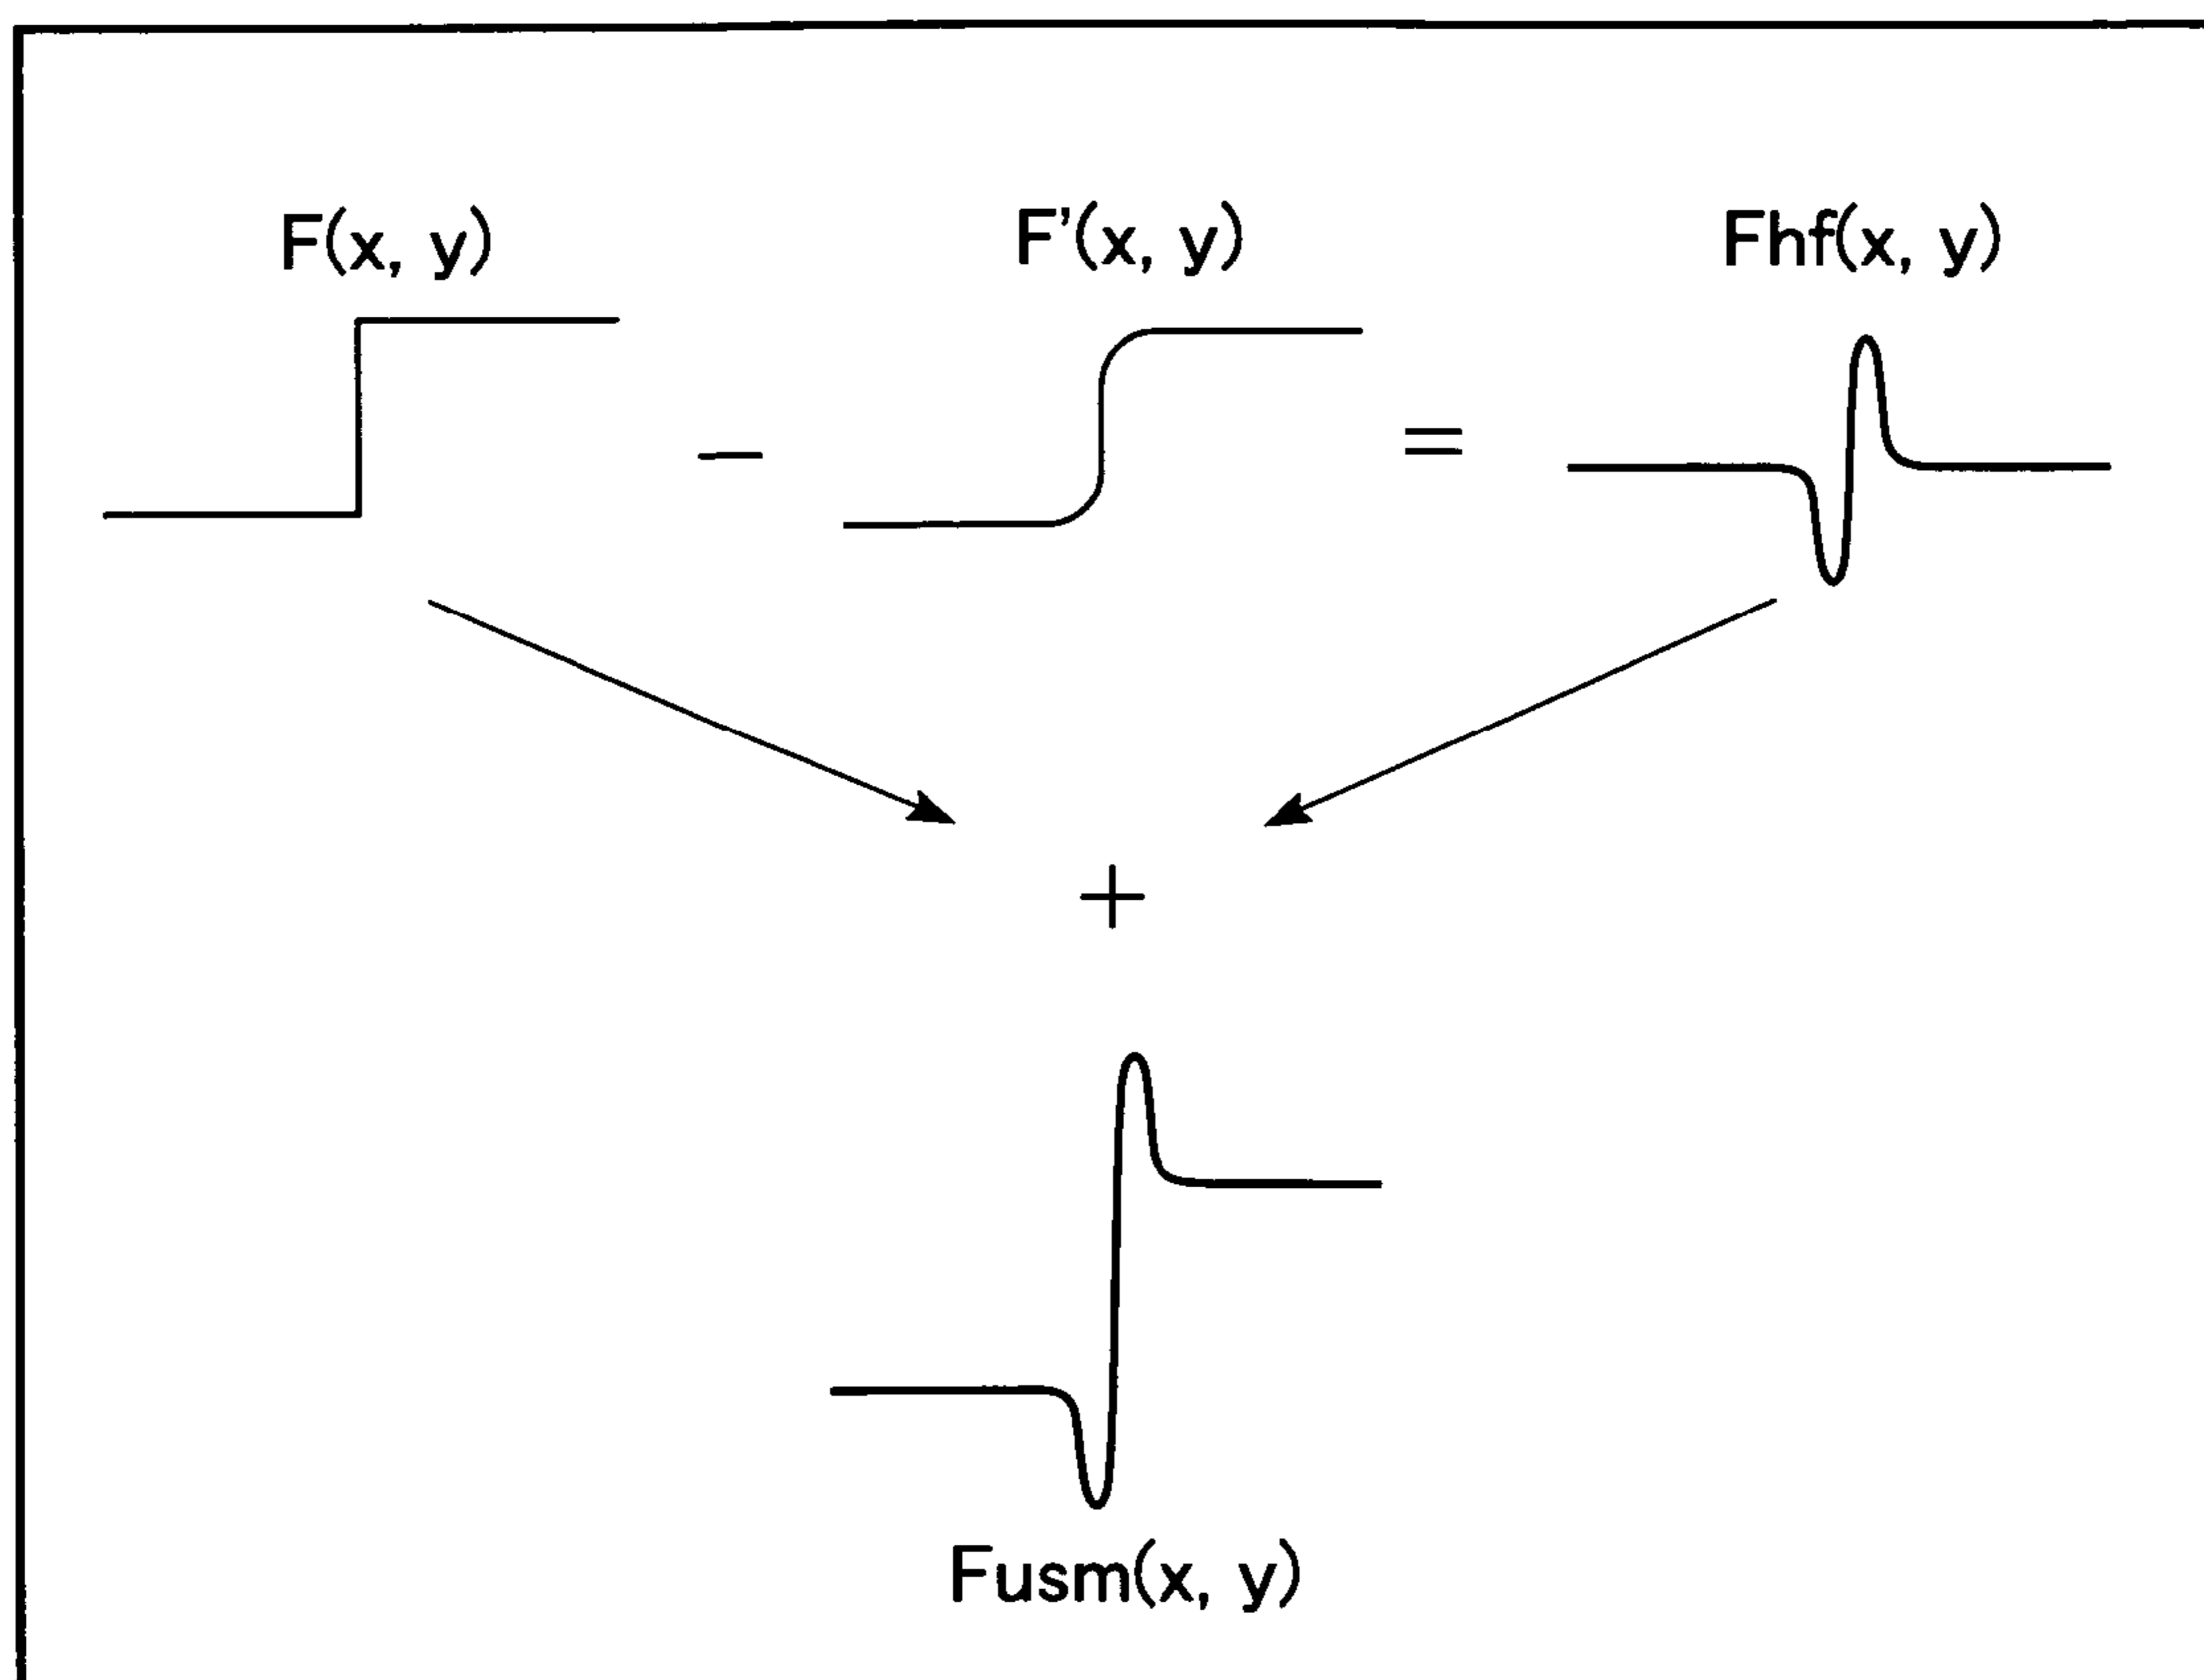 F(x, y)
F'(x, y)
Fhf(x, y)
−
=
+
Fusm(x, y)